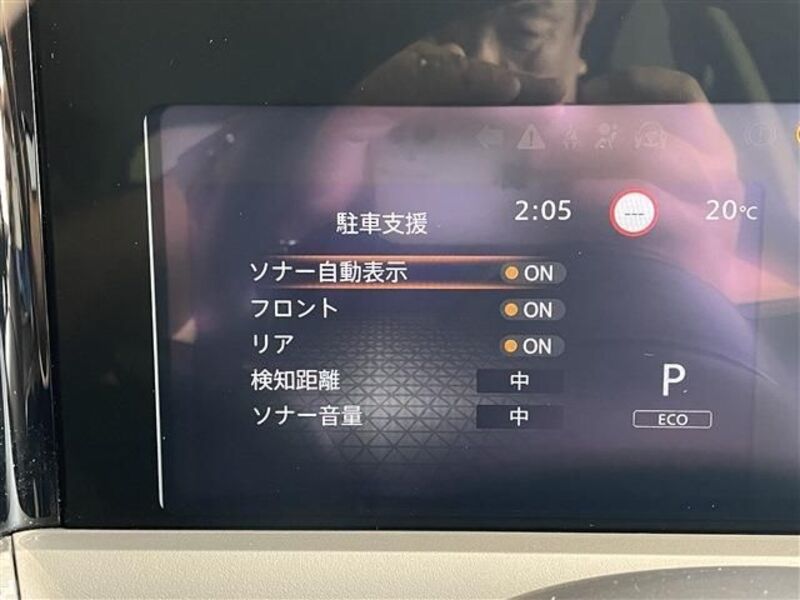 駐車支援
2:05
---
20℃
ソナー自動表示 ON
フロント ON
リア ON
検知距離 中
ソナー音量 中
P
ECO